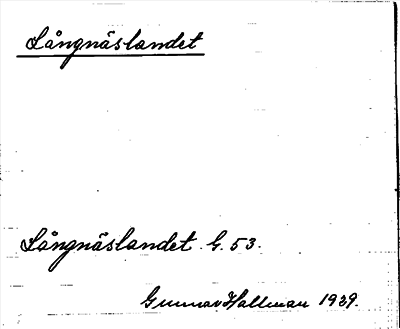 Långnäslandet
Långnäslandet G. 53.
Gunnar Hallman 1939.